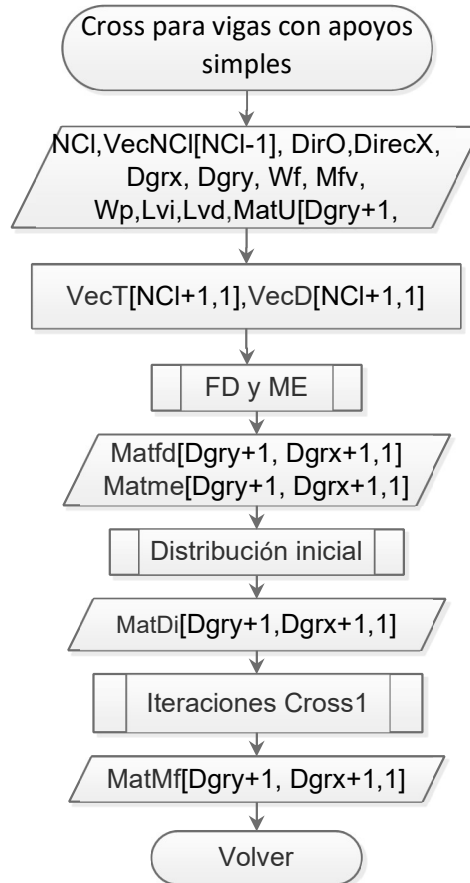 Cross para vigas con apoyos
simples
NCl,VecNCl[NCl-1], DirO,DirecX,
Dgrx, Dgry, Wf, Mfv,
Wp,Lvi,Lvd,MatU[Dgry+1,
VecT[NCl+1,1],VecD[NCl+1,1]
FD y ME
Matfd[Dgry+1, Dgrx+1,1]
Matme[Dgry+1, Dgrx+1,1]
Distribución inicial
MatDi[Dgry+1,Dgrx+1,1]
Iteraciones Cross1
MatMf[Dgry+1, Dgrx+1,1]
Volver